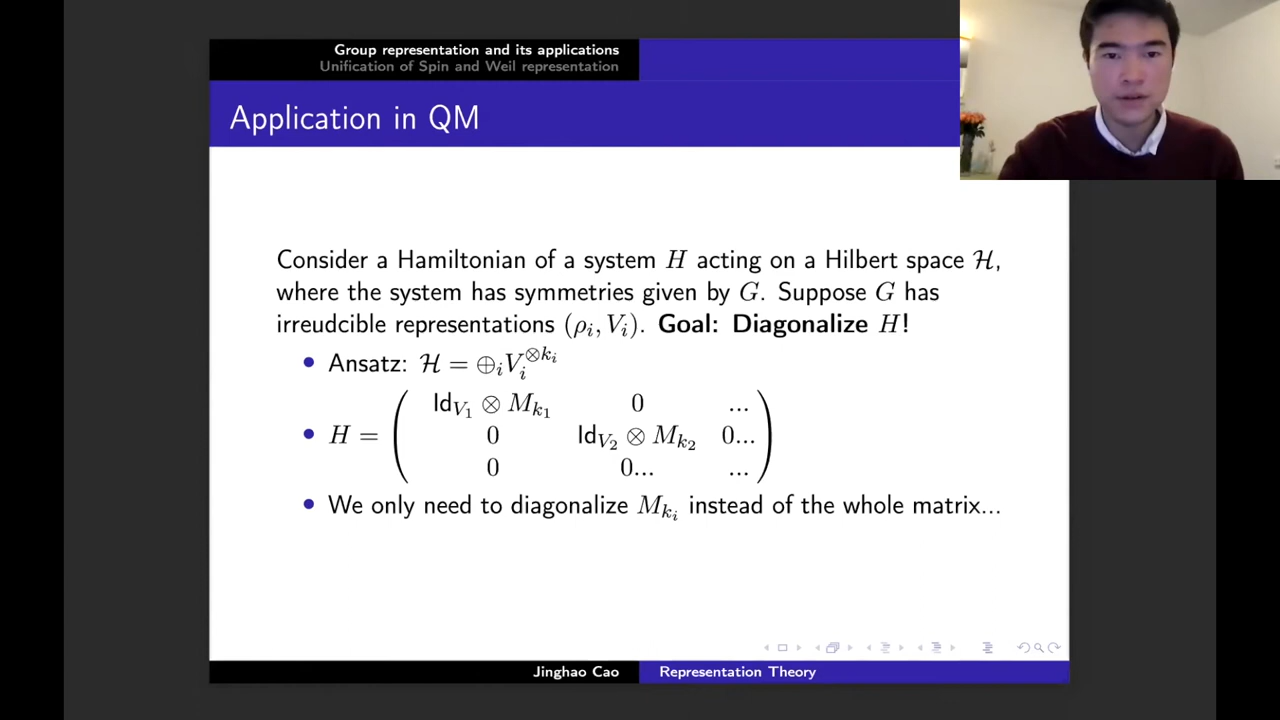 Group representation and its applications
Unification of Spin and Weil representation
Application in QM
Consider a Hamiltonian of a system H acting on a Hilbert space ℋ,
where the system has symmetries given by G. Suppose G has
irreudcible representations (ρ_i, V_i). Goal: Diagonalize H!
• Ansatz: ℋ = ⊕_i V_i^{⊗k_i}
• H = ( Id_{V_1} ⊗ M_{k_1} 0 ...
0 Id_{V_2} ⊗ M_{k_2} 0...
0 0... ... )
• We only need to diagonalize M_{k_i} instead of the whole matrix...
Jinghao Cao Representation Theory